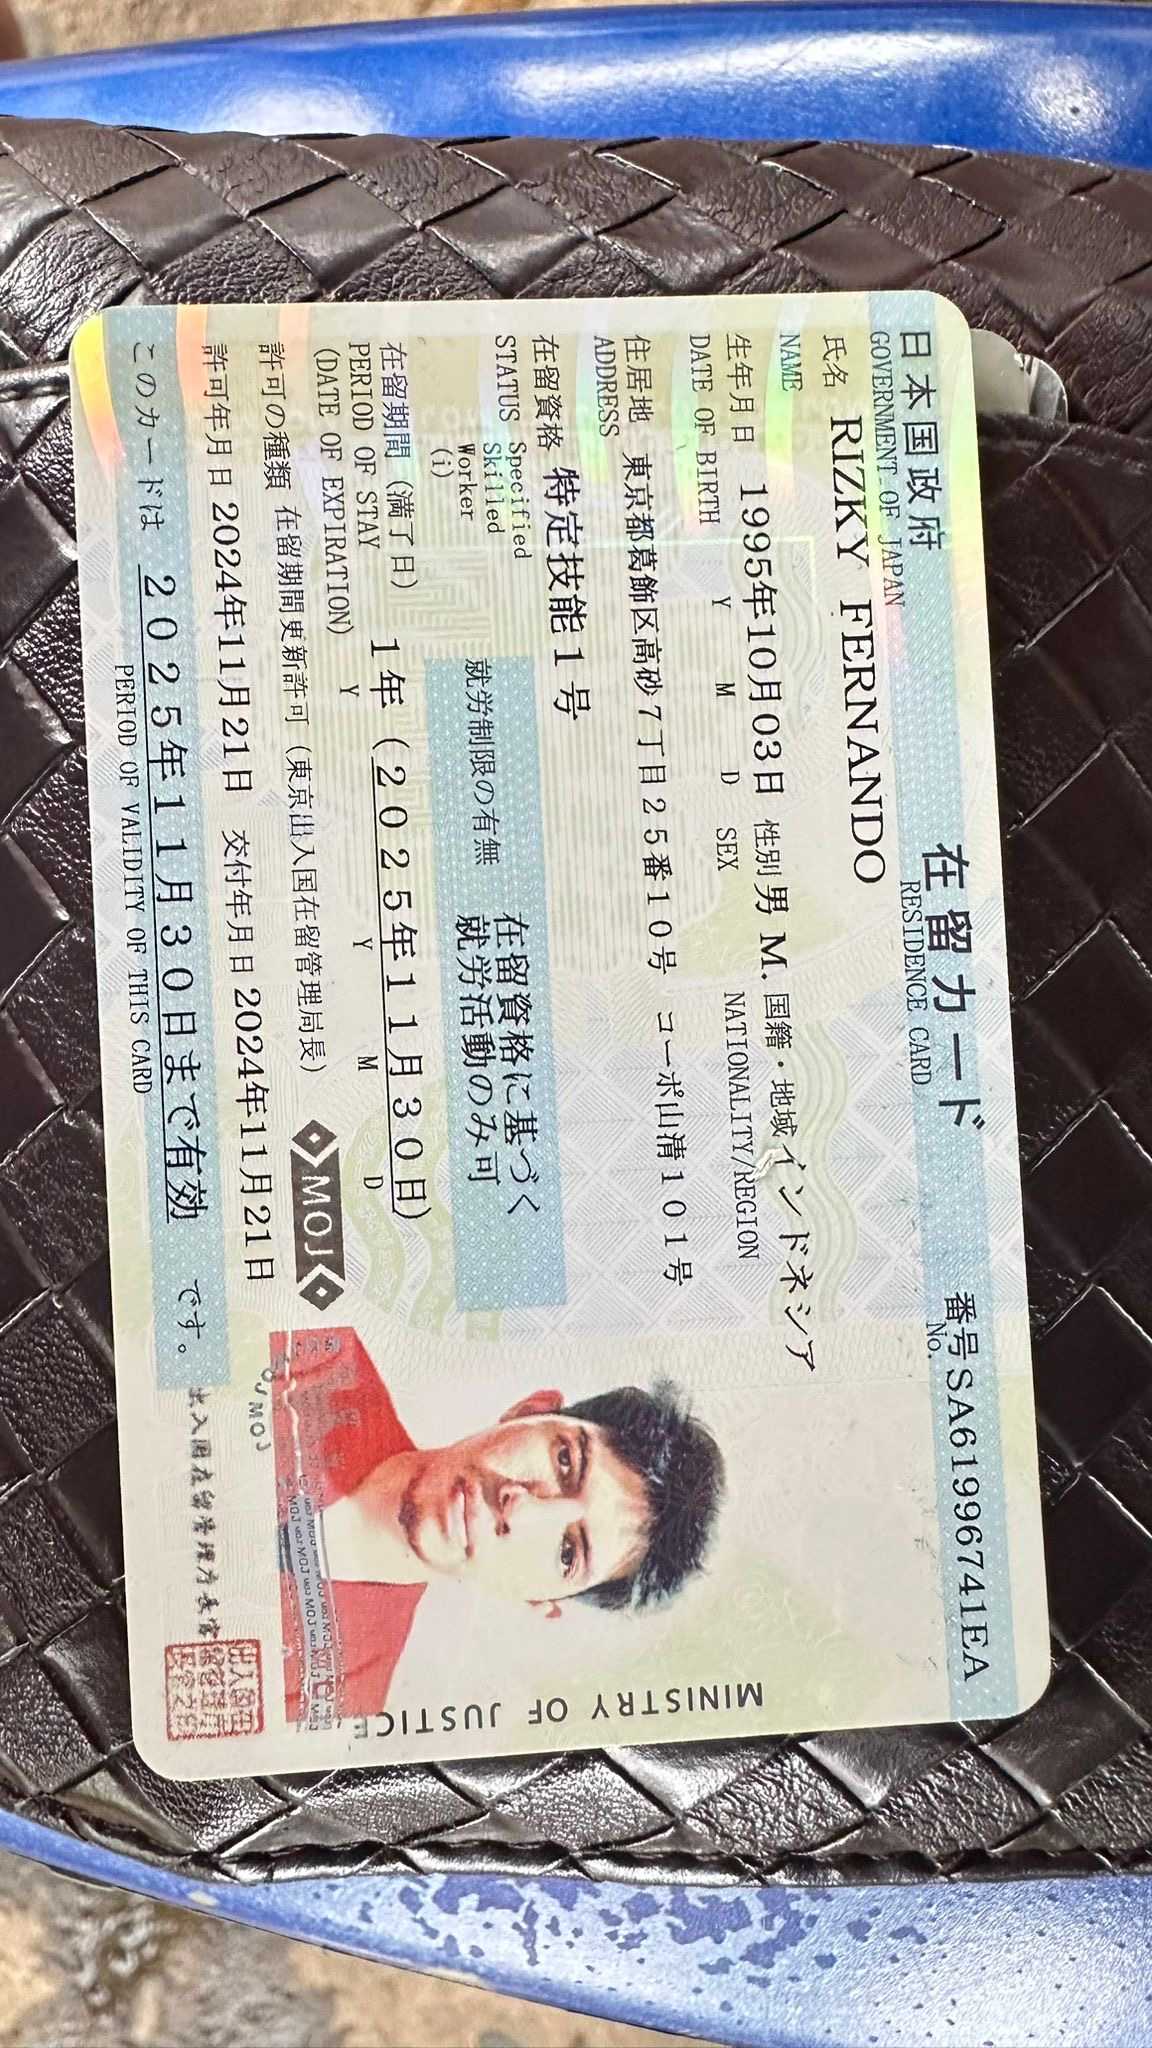 日本国政府 在留カード 番号 SA61996741EA
GOVERNMENT OF JAPAN RESIDENCE CARD No.
氏名 RIZKY FERNANDO
NAME
生年月日 1995年10月03日 性別 男 M. 国籍・地域 インドネシア
DATE OF BIRTH Y M D SEX NATIONALITY/REGION
住居地 東京都葛飾区高砂7丁目25番10号 コーポ山清101号
ADDRESS
在留資格 特定技能1号
STATUS Specified
Skilled
Worker
(i)
就労制限の有無 在留資格に基づく
就労活動のみ可
在留期間(満了日) 1年(2025年11月30日)
PERIOD OF STAY Y Y M D
(DATE OF EXPIRATION)
許可の種類 在留期間更新許可(東京出入国在留管理局長)
MOJ
許可年月日 2024年11月21日 交付年月日 2024年11月21日
このカードは 2025年11月30日まで有効 です。
PERIOD OF VALIDITY OF THIS CARD
MINISTRY OF JUSTICE
MOJ
出入国在留管理庁長官